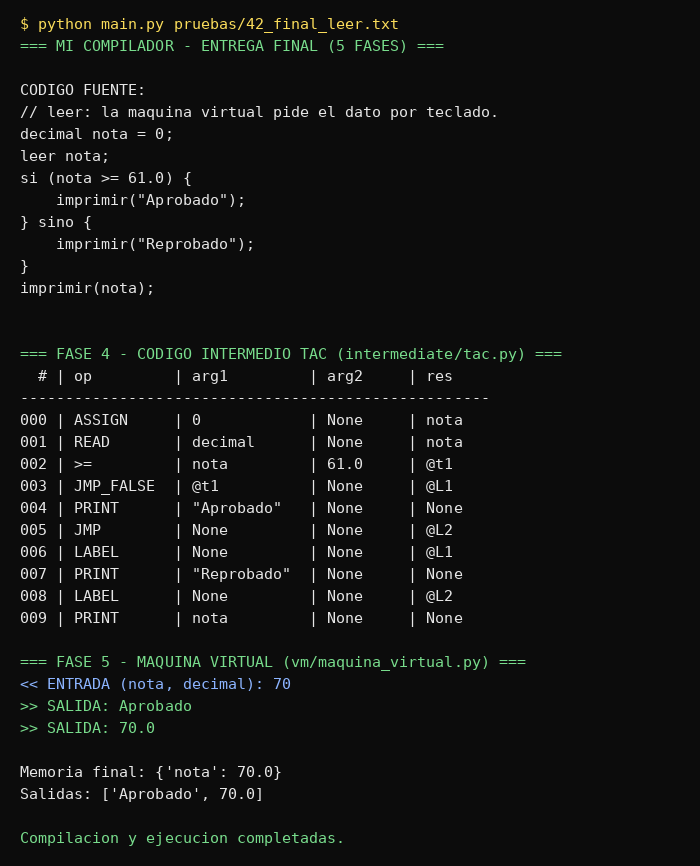 $ python main.py pruebas/42_final_leer.txt
=== MI COMPILADOR - ENTREGA FINAL (5 FASES) ===

CODIGO FUENTE:
// leer: la maquina virtual pide el dato por teclado.
decimal nota = 0;
leer nota;
si (nota >= 61.0) {
    imprimir("Aprobado");
} sino {
    imprimir("Reprobado");
}
imprimir(nota);

=== FASE 4 - CODIGO INTERMEDIO TAC (intermediate/tac.py) ===
  # | op         | arg1         | arg2     | res
----------------------------------------------------
000 | ASSIGN     | 0            | None     | nota
001 | READ       | decimal      | None     | nota
002 | >=         | nota         | 61.0     | @t1
003 | JMP_FALSE  | @t1          | None     | @L1
004 | PRINT      | "Aprobado"   | None     | None
005 | JMP        | None         | None     | @L2
006 | LABEL      | None         | None     | @L1
007 | PRINT      | "Reprobado"  | None     | None
008 | LABEL      | None         | None     | @L2
009 | PRINT      | nota         | None     | None

=== FASE 5 - MAQUINA VIRTUAL (vm/maquina_virtual.py) ===
<< ENTRADA (nota, decimal): 70
>> SALIDA: Aprobado
>> SALIDA: 70.0

Memoria final: {'nota': 70.0}
Salidas: ['Aprobado', 70.0]

Compilacion y ejecucion completadas.